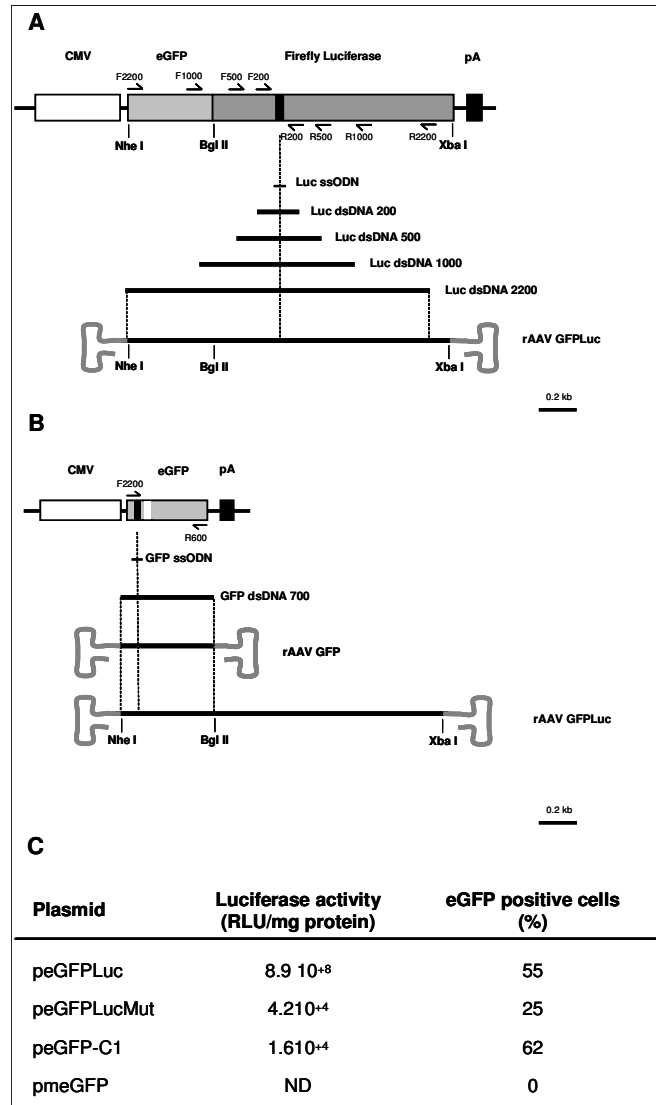 A
CMV eGFP Firefly Luciferase pA
F2200 F1000 F500 F200
R200 R500 R1000 R2200
Nhe I Bgl II Xba I
Luc ssODN
Luc dsDNA 200
Luc dsDNA 500
Luc dsDNA 1000
Luc dsDNA 2200
rAAV GFPLuc
Nhe I Bgl II Xba I
0.2 kb
B
CMV eGFP pA
F2200
R600
GFP ssODN
GFP dsDNA 700
rAAV GFP
rAAV GFPLuc
Nhe I Bgl II Xba I
0.2 kb
C
Plasmid Luciferase activity (RLU/mg protein) eGFP positive cells (%)
peGFPLuc 8.9 10⁺⁸ 55
peGFPLucMut 4.210⁺⁴ 25
peGFP-C1 1.610⁺⁴ 62
pmeGFP ND 0